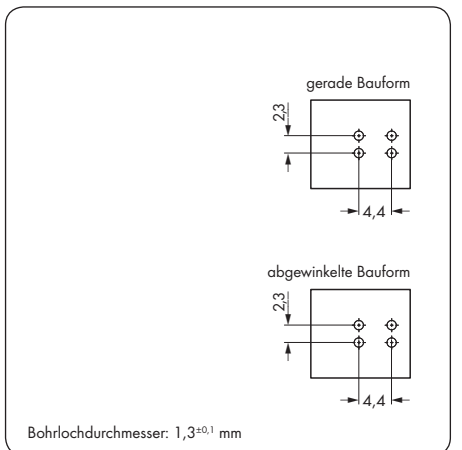 gerade Bauform
2,3
4,4
abgewinkelte Bauform
2,3
4,4
Bohrlochdurchmesser: 1,3±0,1 mm